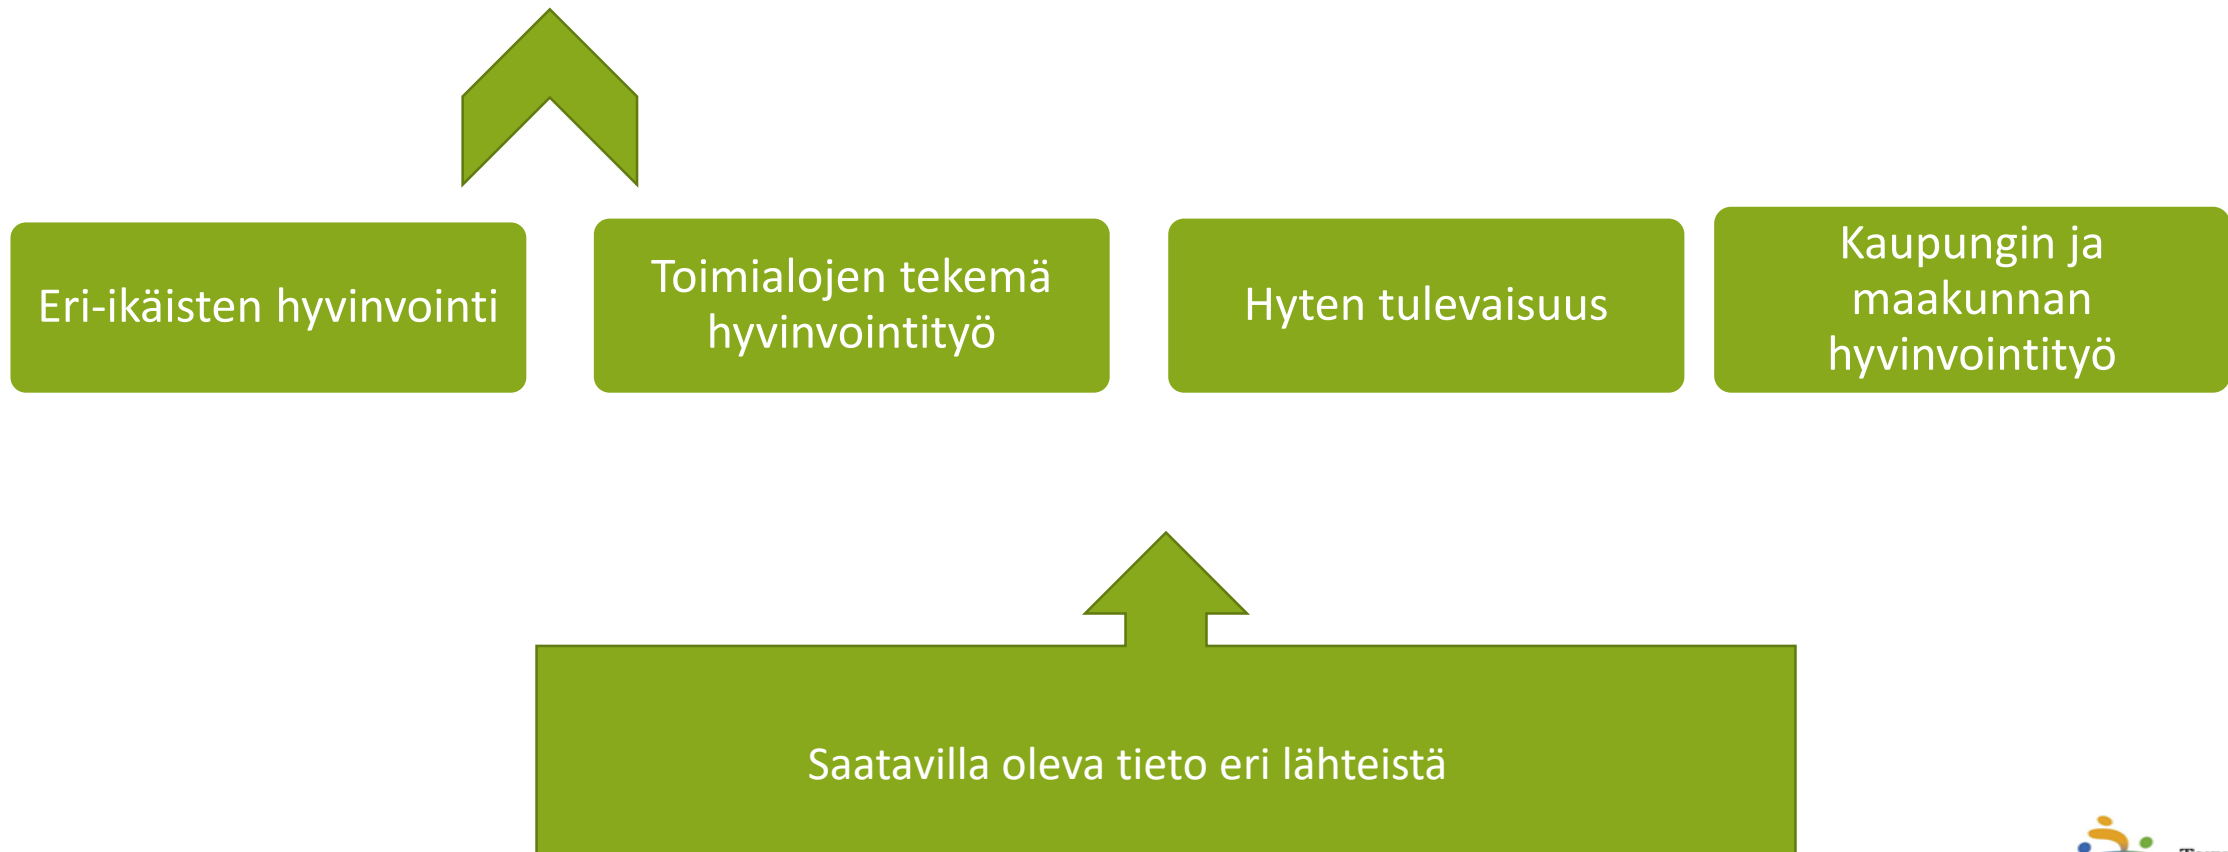 Eri-ikäisten hyvinvointi
Toimialojen tekemä
hyvinvointityö
Hyten tulevaisuus
Kaupungin ja
maakunnan
hyvinvointityö
Saatavilla oleva tieto eri lähteistä